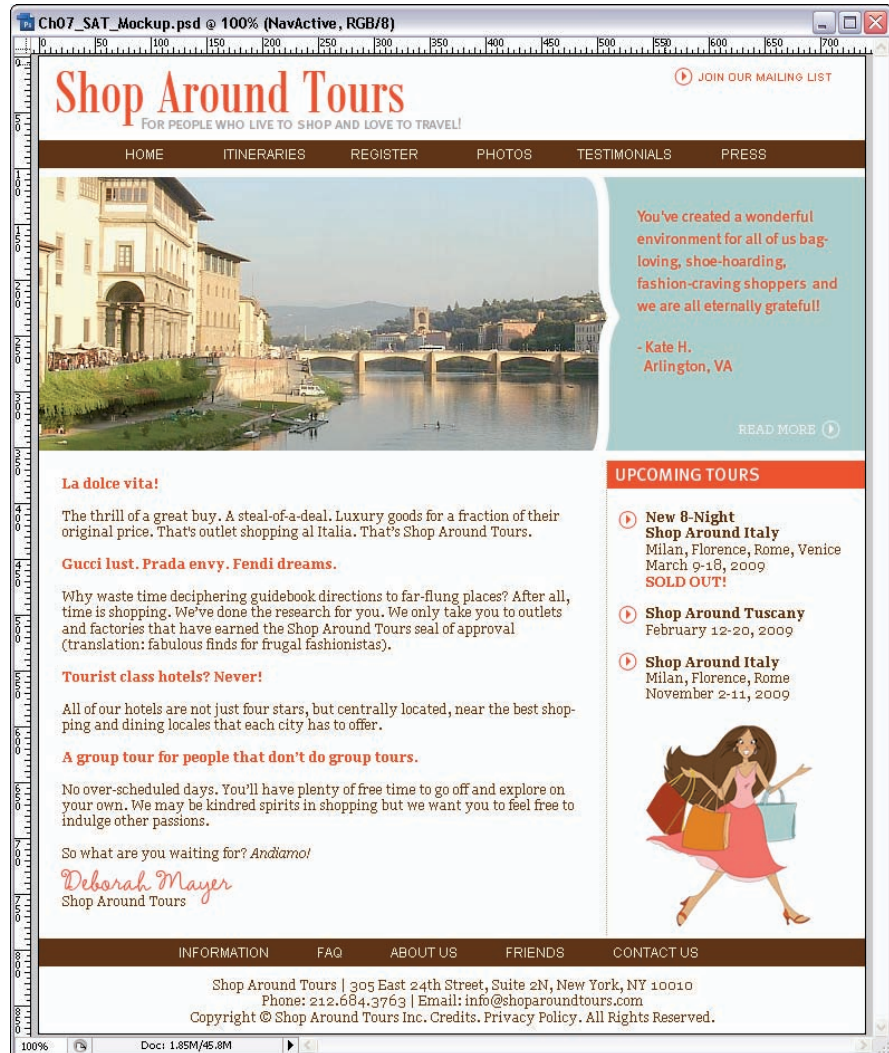 Ch07_SAT_Mockup.psd @ 100% (NavActive, RGB/8)
0 50 100 150 200 250 300 350 400 450 500 550 600 650 700
Shop Around Tours
FOR PEOPLE WHO LIVE TO SHOP AND LOVE TO TRAVEL!
JOIN OUR MAILING LIST
HOME ITINERARIES REGISTER PHOTOS TESTIMONIALS PRESS
You've created a wonderful
environment for all of us bag-
loving, shoe-hoarding,
fashion-craving shoppers and
we are all eternally grateful!
- Kate H.
Arlington, VA
READ MORE
La dolce vita!
The thrill of a great buy. A steal-of-a-deal. Luxury goods for a fraction of their
original price. That's outlet shopping al Italia. That's Shop Around Tours.
Gucci lust. Prada envy. Fendi dreams.
Why waste time deciphering guidebook directions to far-flung places? After all,
time is shopping. We've done the research for you. We only take you to outlets
and factories that have earned the Shop Around Tours seal of approval
(translation: fabulous finds for frugal fashionistas).
Tourist class hotels? Never!
All of our hotels are not just four stars, but centrally located, near the best shop-
ping and dining locales that each city has to offer.
A group tour for people that don't do group tours.
No over-scheduled days. You'll have plenty of free time to go off and explore on
your own. We may be kindred spirits in shopping but we want you to feel free to
indulge other passions.
So what are you waiting for? Andiamo!
Deborah Mayer
Shop Around Tours
UPCOMING TOURS
New 8-Night
Shop Around Italy
Milan, Florence, Rome, Venice
March 9-18, 2009
SOLD OUT!
Shop Around Tuscany
February 12-20, 2009
Shop Around Italy
Milan, Florence, Rome
November 2-11, 2009
INFORMATION FAQ ABOUT US FRIENDS CONTACT US
Shop Around Tours | 305 East 24th Street, Suite 2N, New York, NY 10010
Phone: 212.684.3763 | Email: info@shoparoundtours.com
Copyright © Shop Around Tours Inc. Credits. Privacy Policy. All Rights Reserved.
100% Doc: 1.85M/45.8M